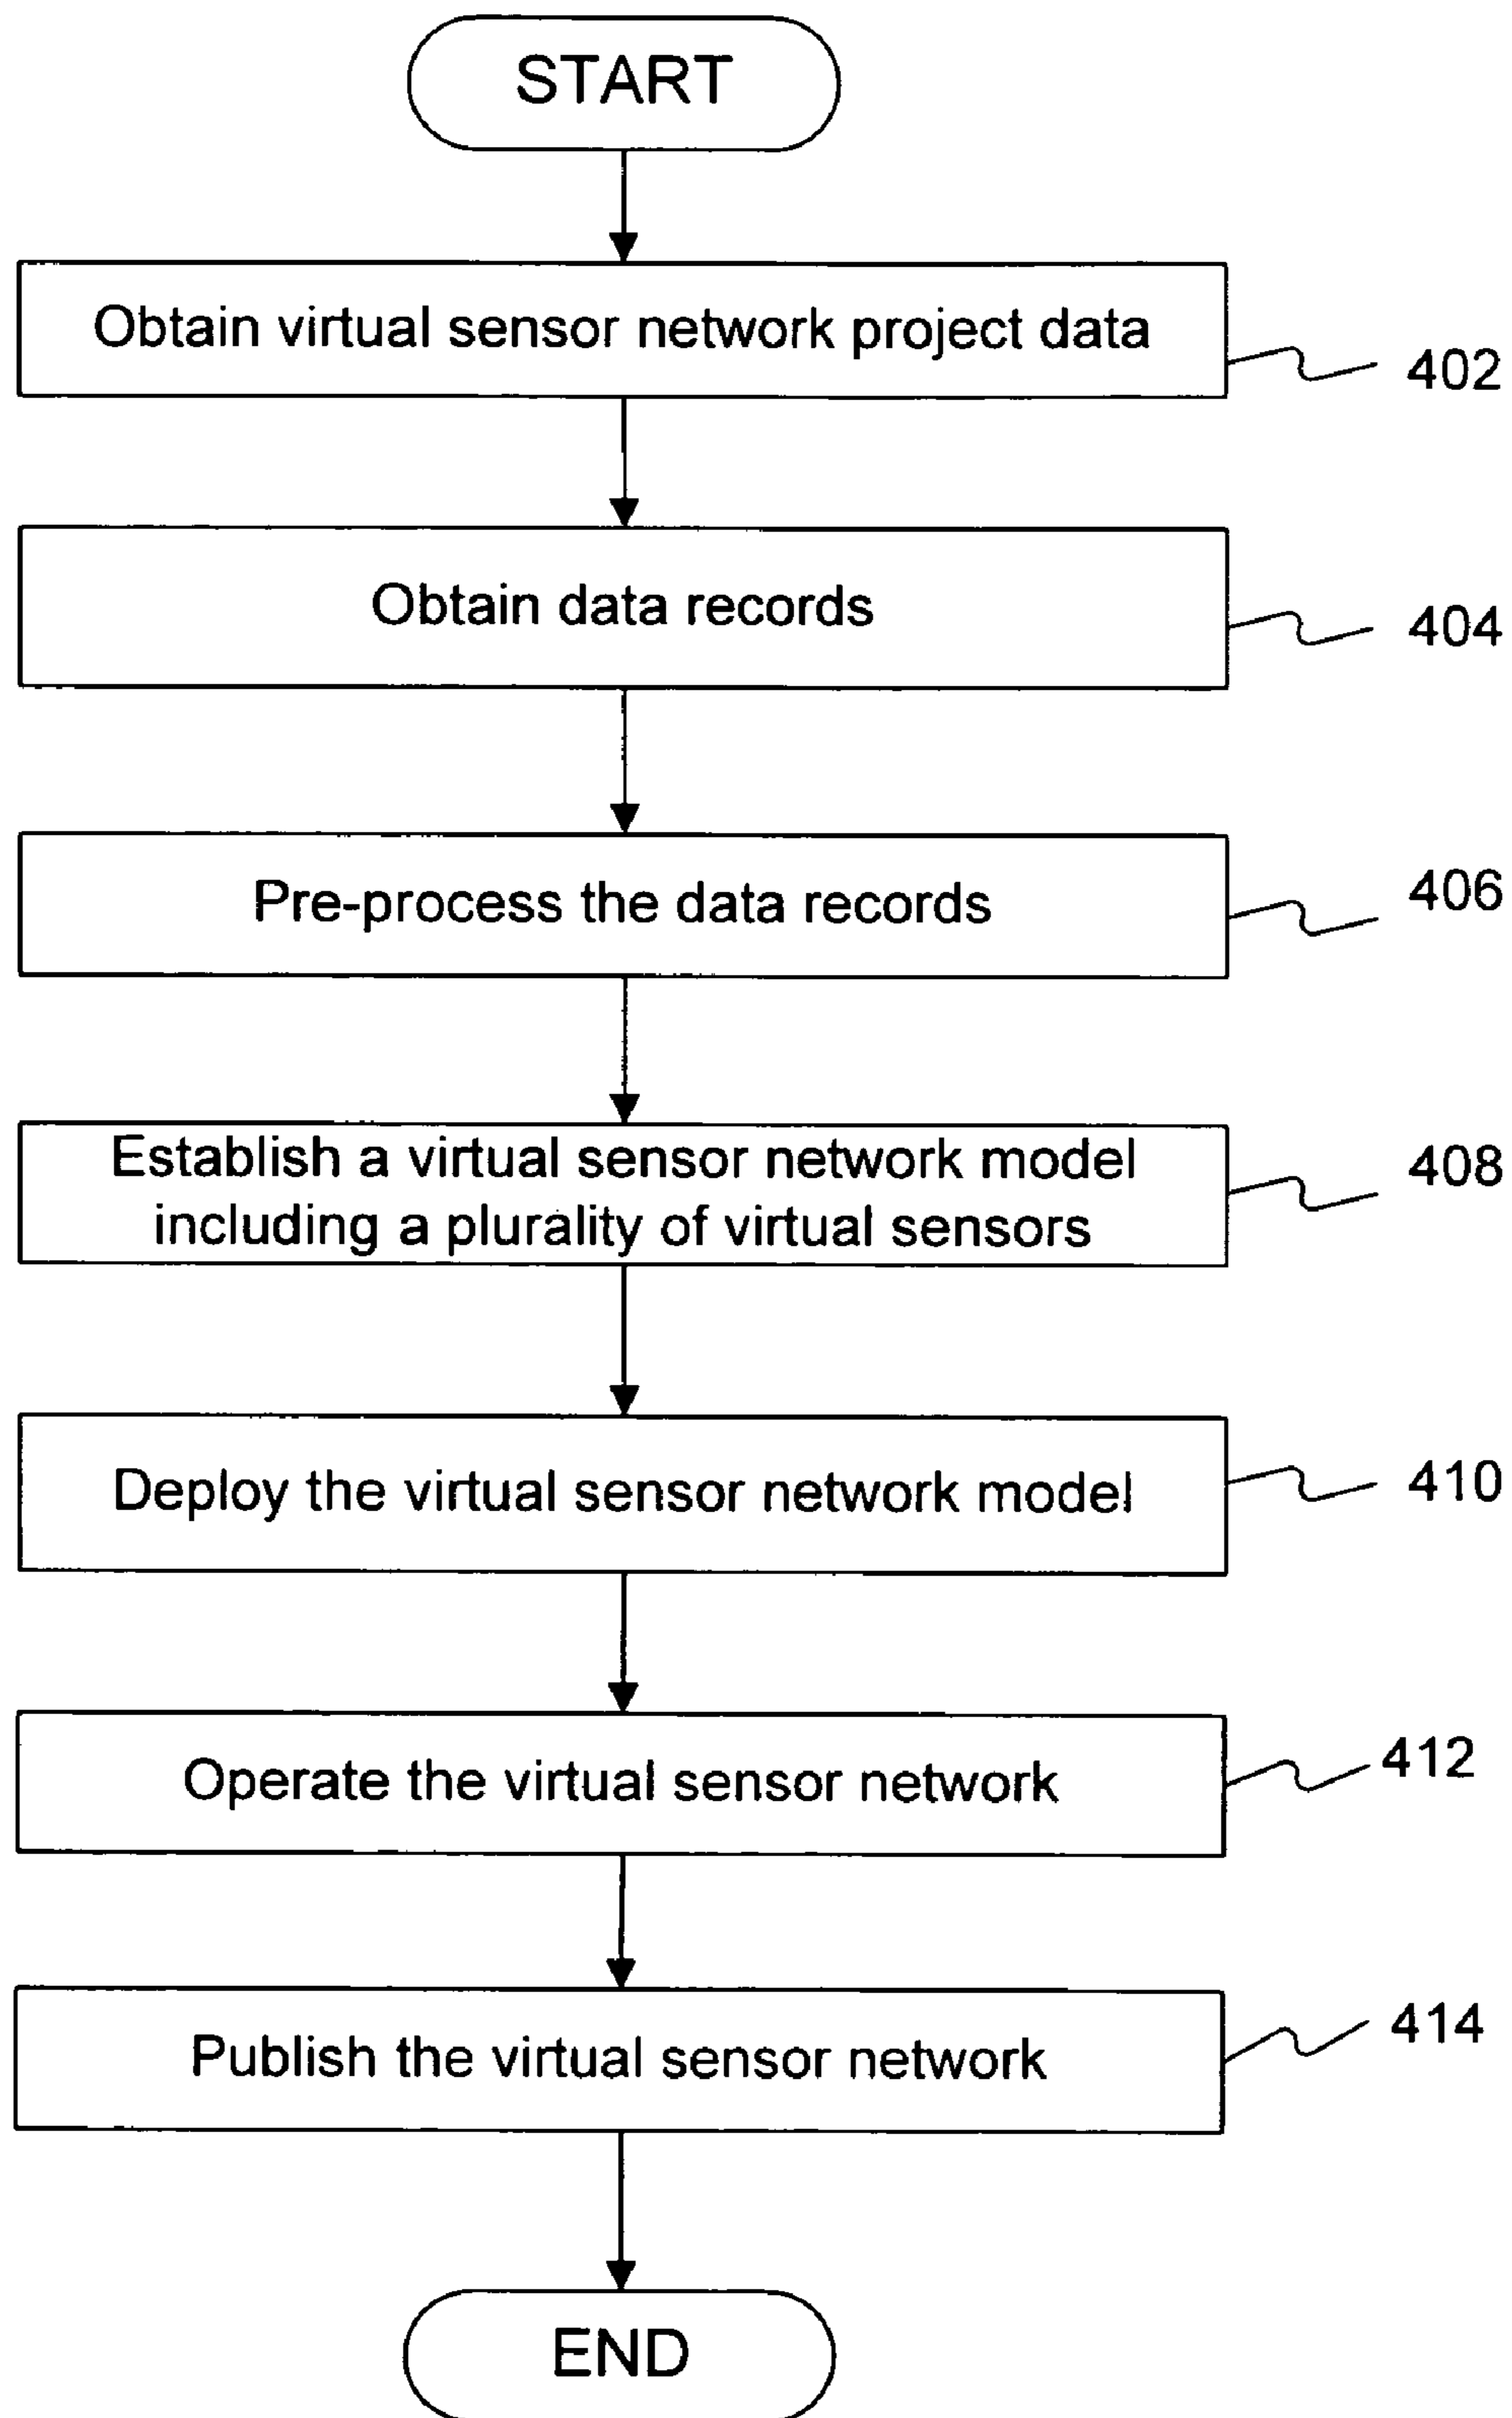 START
Obtain virtual sensor network project data
402
Obtain data records
404
Pre-process the data records
406
Establish a virtual sensor network model
including a plurality of virtual sensors
408
Deploy the virtual sensor network model
410
Operate the virtual sensor network
412
Publish the virtual sensor network
414
END